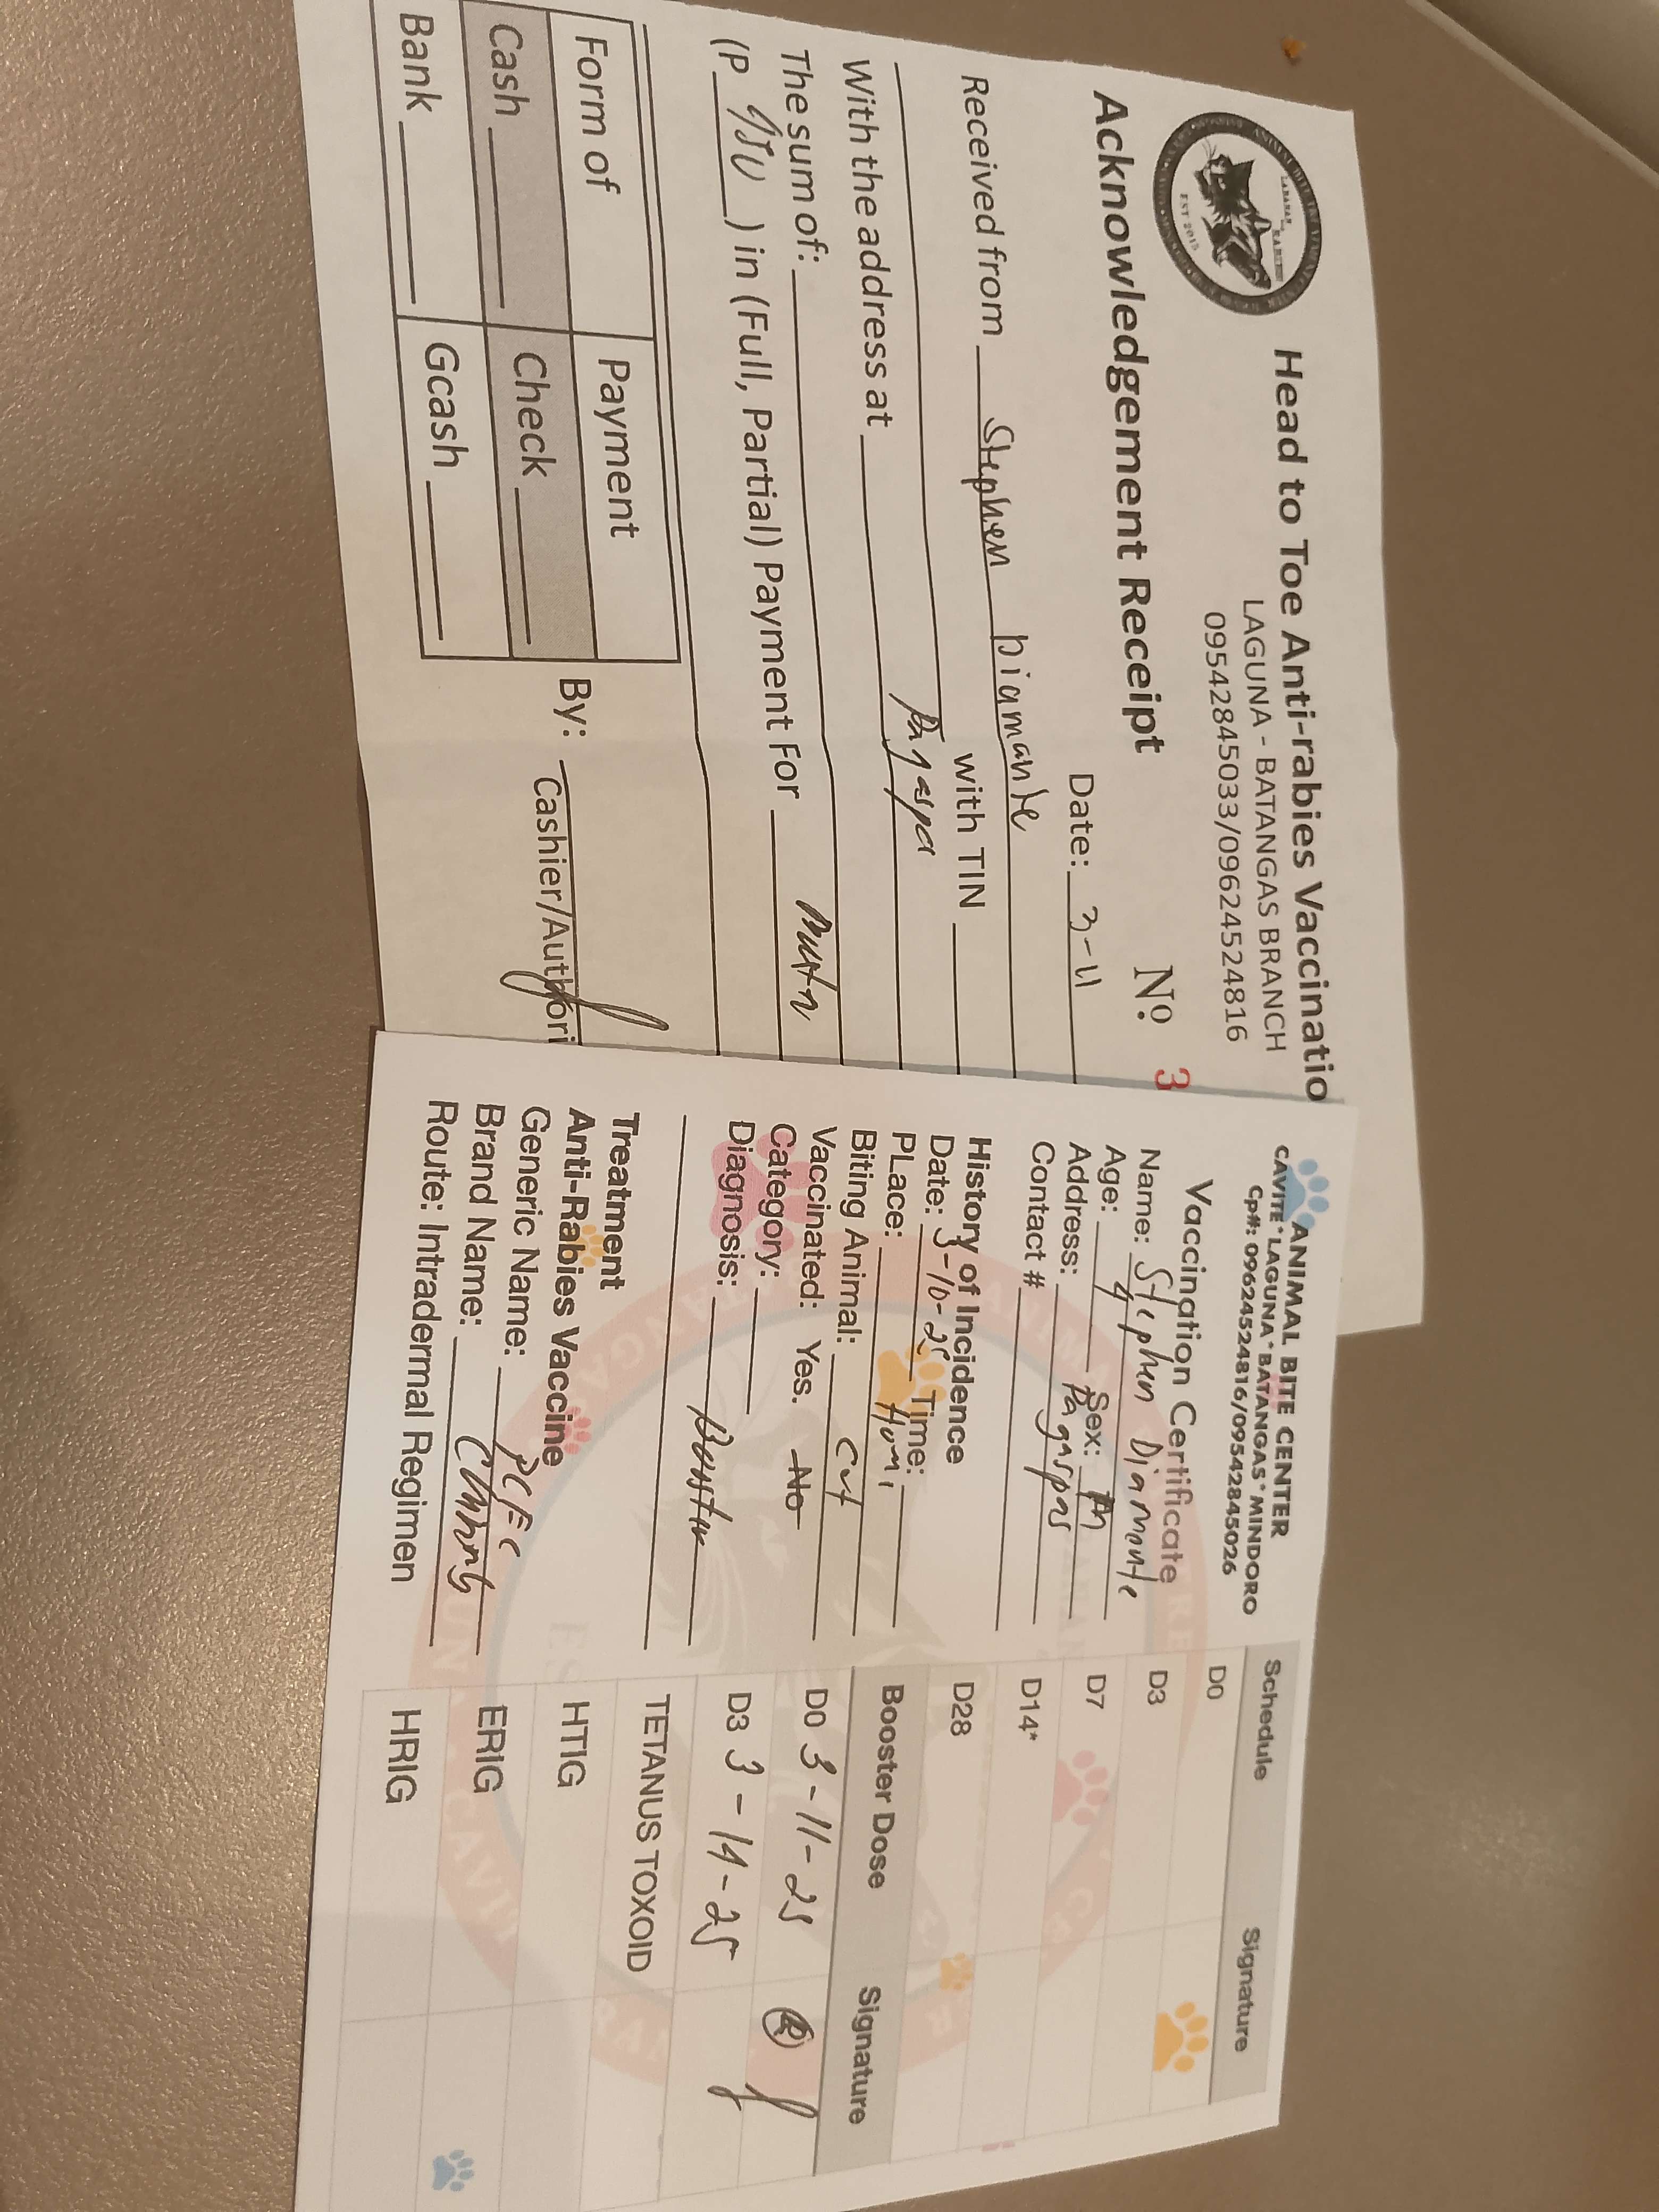 Head to Toe Anti-rabies Vaccinatio
LAGUNA - BATANGAS BRANCH
09542845033/09624524816
Acknowledgement Receipt
Nº 3
Date: 3-11
Received from Stephen Diamante
with TIN
With the address at Pagaspa
The sum of:
(P 950) in (Full, Partial) Payment For
Form of Payment
Cash Check
Bank Gcash
By:
Cashier/Authori
EST 2015
ANIMAL BITE CENTER
CAVITE*LAGUNA*BATANGAS*MINDORO
Cp#: 09624524816/09542845026
Vaccination Certificate
Name: Stephen Diamante
Age: 9 Sex: M
Address: Pagaspas
Contact #
History of Incidence
Date: 3-10-25 Time:
PLace: Home
Biting Animal: Cat
Vaccinated: Yes. No
Category:
Diagnosis:
Treatment
Anti-Rabies Vaccine
Generic Name: PCEC
Brand Name:
Route: Intradermal Regimen
Schedule Signature
D0
D3
D7
D14*
D28
Booster Dose Signature
D0 3-11-25
D3 3-14-25
TETANUS TOXOID
HTIG
ERIG
HRIG